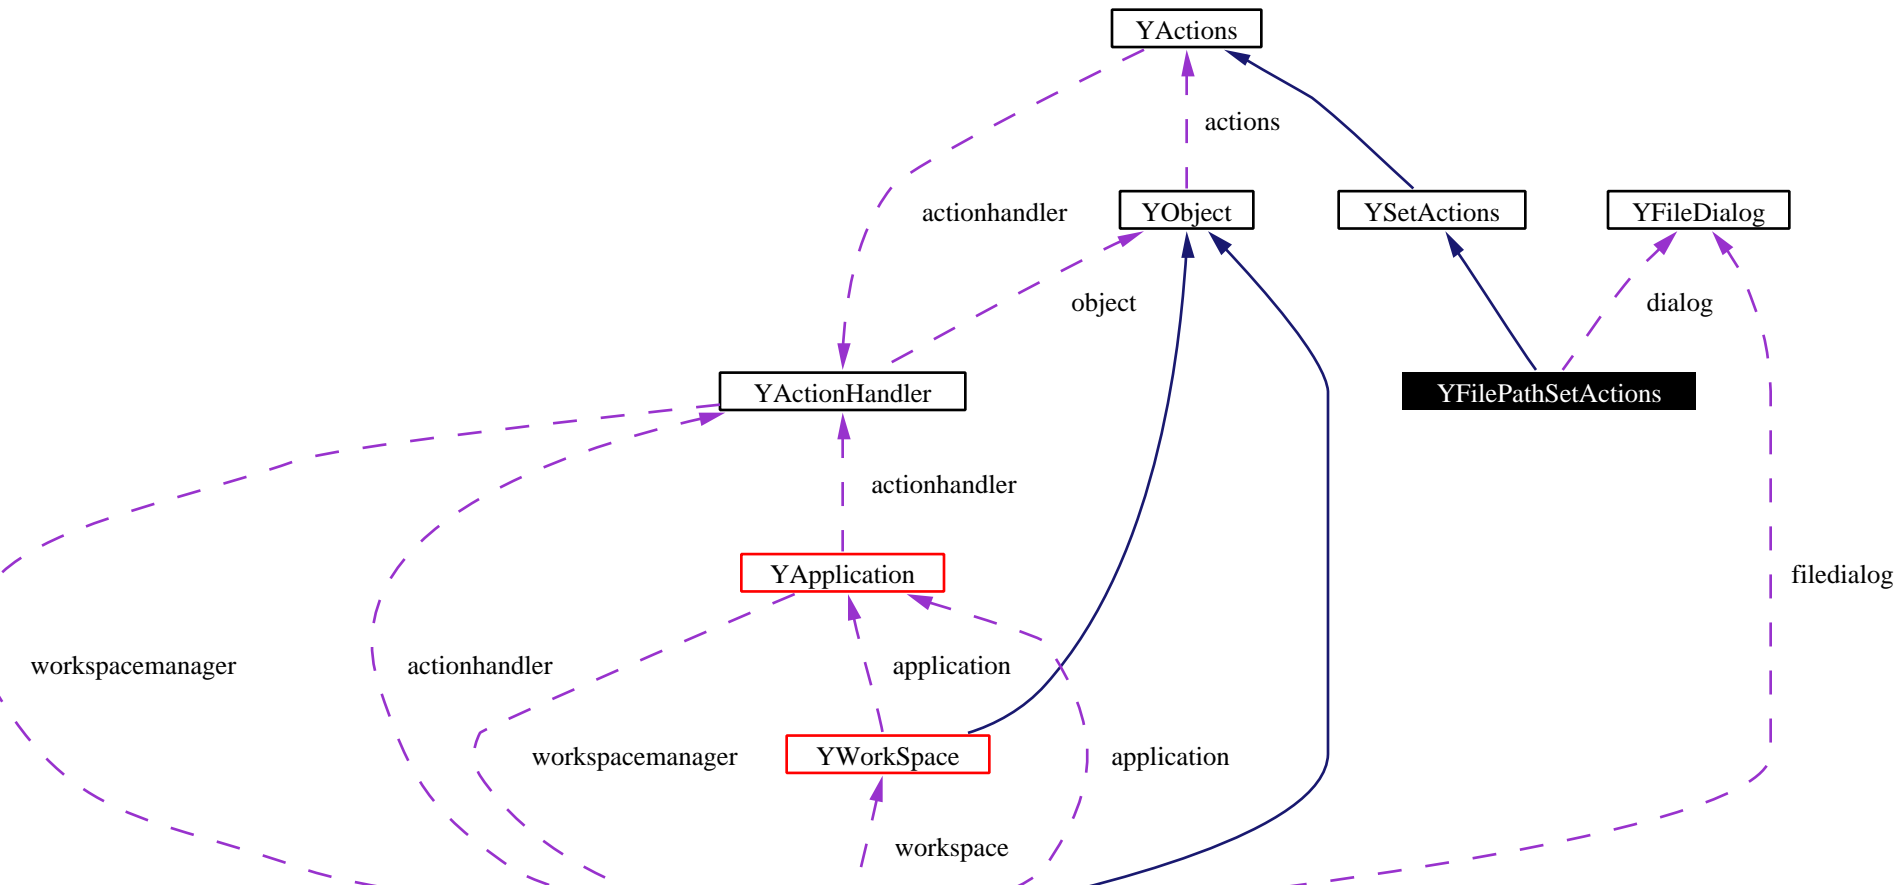 YActions
actions
actionhandler
YObject
YSetActions
YFileDialog
object
dialog
YActionHandler
YFilePathSetActions
actionhandler
YApplication
filedialog
workspacemanager
actionhandler
application
workspacemanager
YWorkSpace
application
workspace